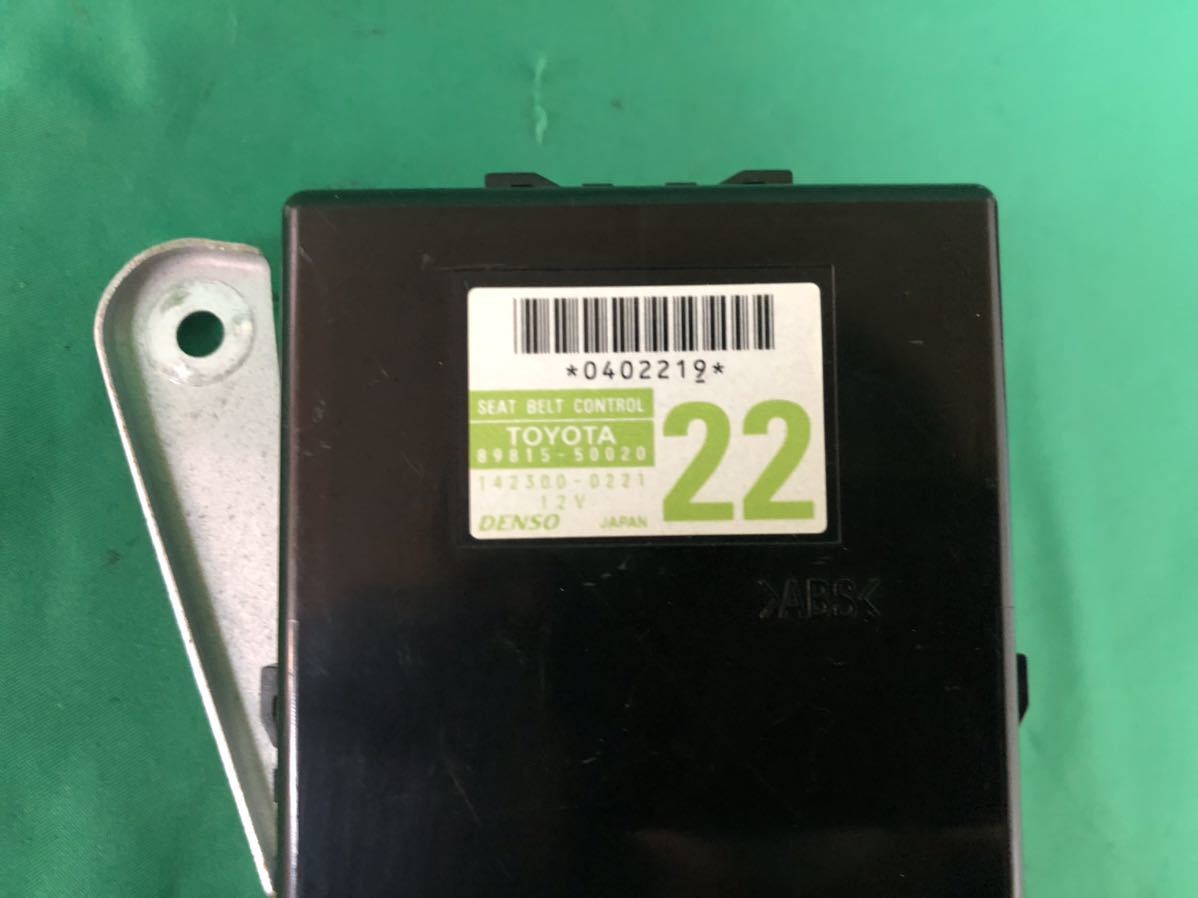 *0402219*
SEAT BELT CONTROL
TOYOTA
89815-50020
142300-0221
12V
DENSO JAPAN
22
>ABS<